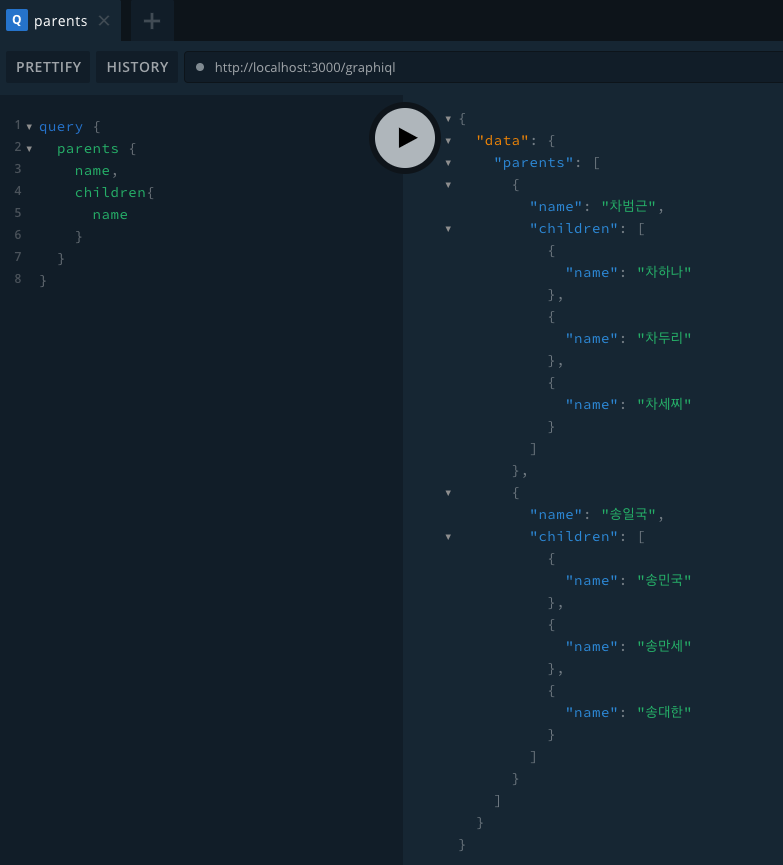 Q parents × +
PRETTIFY HISTORY http://localhost:3000/graphiql
1 query {
2 parents {
3 name,
4 children{
5 name
6 }
7 }
8 }
{
"data": {
"parents": [
{
"name": "차범근",
"children": [
{
"name": "차하나"
},
{
"name": "차두리"
},
{
"name": "차세찌"
}
]
},
{
"name": "송일국",
"children": [
{
"name": "송민국"
},
{
"name": "송만세"
},
{
"name": "송대한"
}
]
}
]
}
}